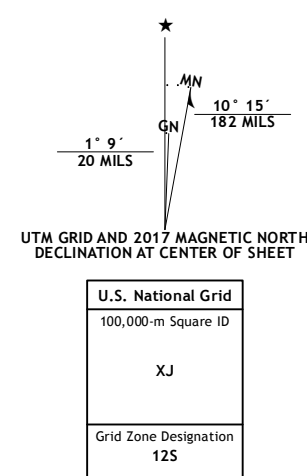 ★
MN
GN
10° 15´
182 MILS
1° 9´
20 MILS
UTM GRID AND 2017 MAGNETIC NORTH
DECLINATION AT CENTER OF SHEET
U.S. National Grid
100,000-m Square ID
XJ
Grid Zone Designation
12S